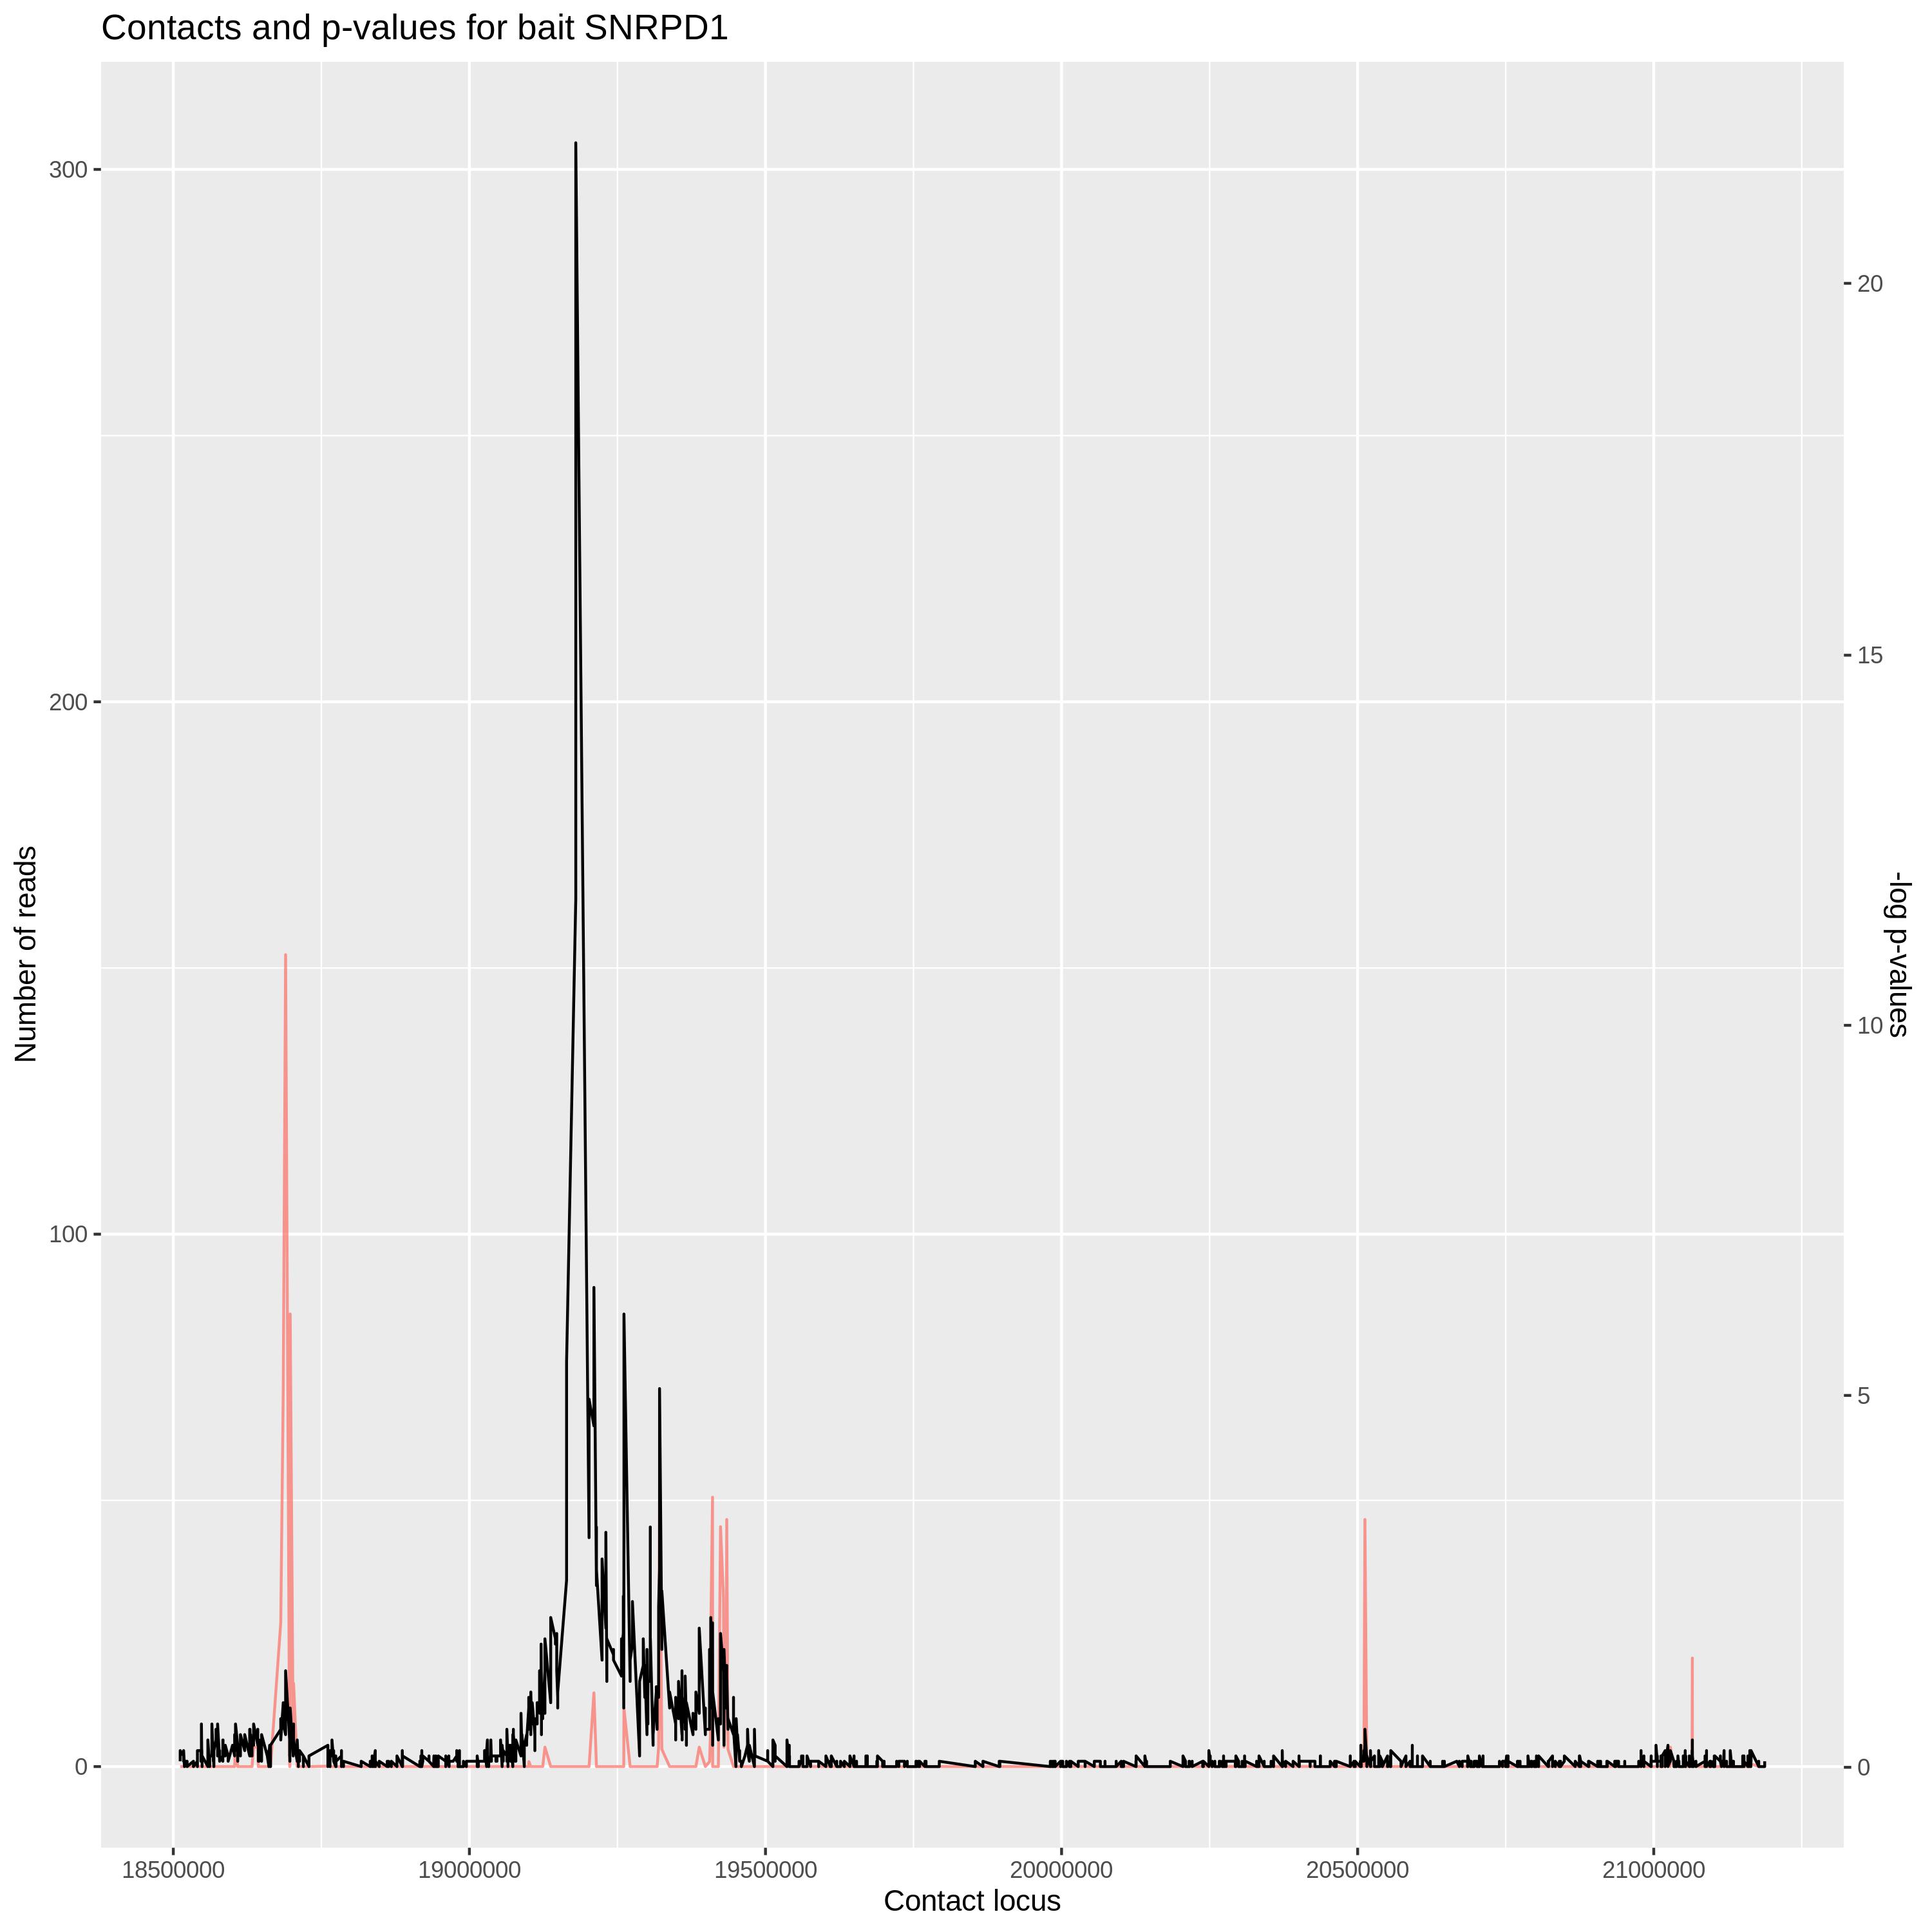 Contacts and p-values for bait SNRPD1
300
200
100
0
Number of reads
20
15
10
5
0
-log p-values
18500000 19000000 19500000 20000000 20500000 21000000
Contact locus